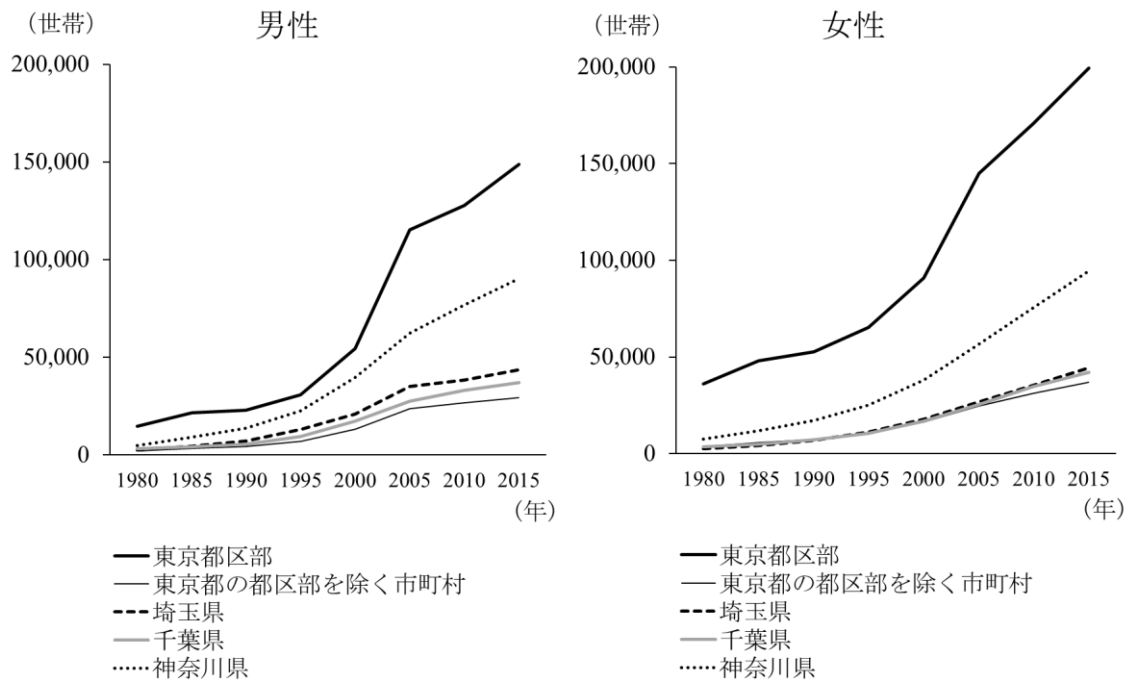 （世帯）
男性
200,000
150,000
100,000
50,000
0
1980 1985 1990 1995 2000 2005 2010 2015
（年）
東京都区部
東京都の都区部を除く市町村
埼玉県
千葉県
神奈川県
（世帯）
女性
200,000
150,000
100,000
50,000
0
1980 1985 1990 1995 2000 2005 2010 2015
（年）
東京都区部
東京都の都区部を除く市町村
埼玉県
千葉県
神奈川県